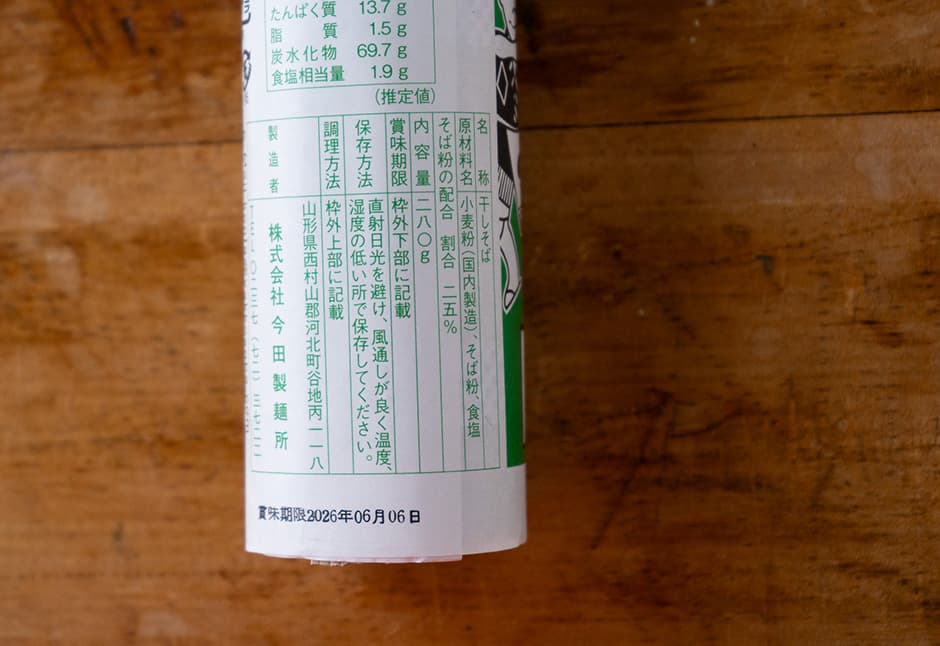 たんぱく質 13.7 g
脂質 1.5 g
炭水化物 69.7 g
食塩相当量 1.9 g
(推定値)
名称 干しそば
原材料名 小麦粉(国内製造)、そば粉、食塩
そば粉の配合 割合 二五%
内容量 二八〇g
賞味期限 枠外下部に記載
保存方法 直射日光を避け、風通しが良く温度、
湿度の低い所で保存してください。
調理方法 枠外上部に記載
製造者 山形県西村山郡河北町谷地丙一一八
株式会社 今田製麺所
賞味期限2026年06月06日